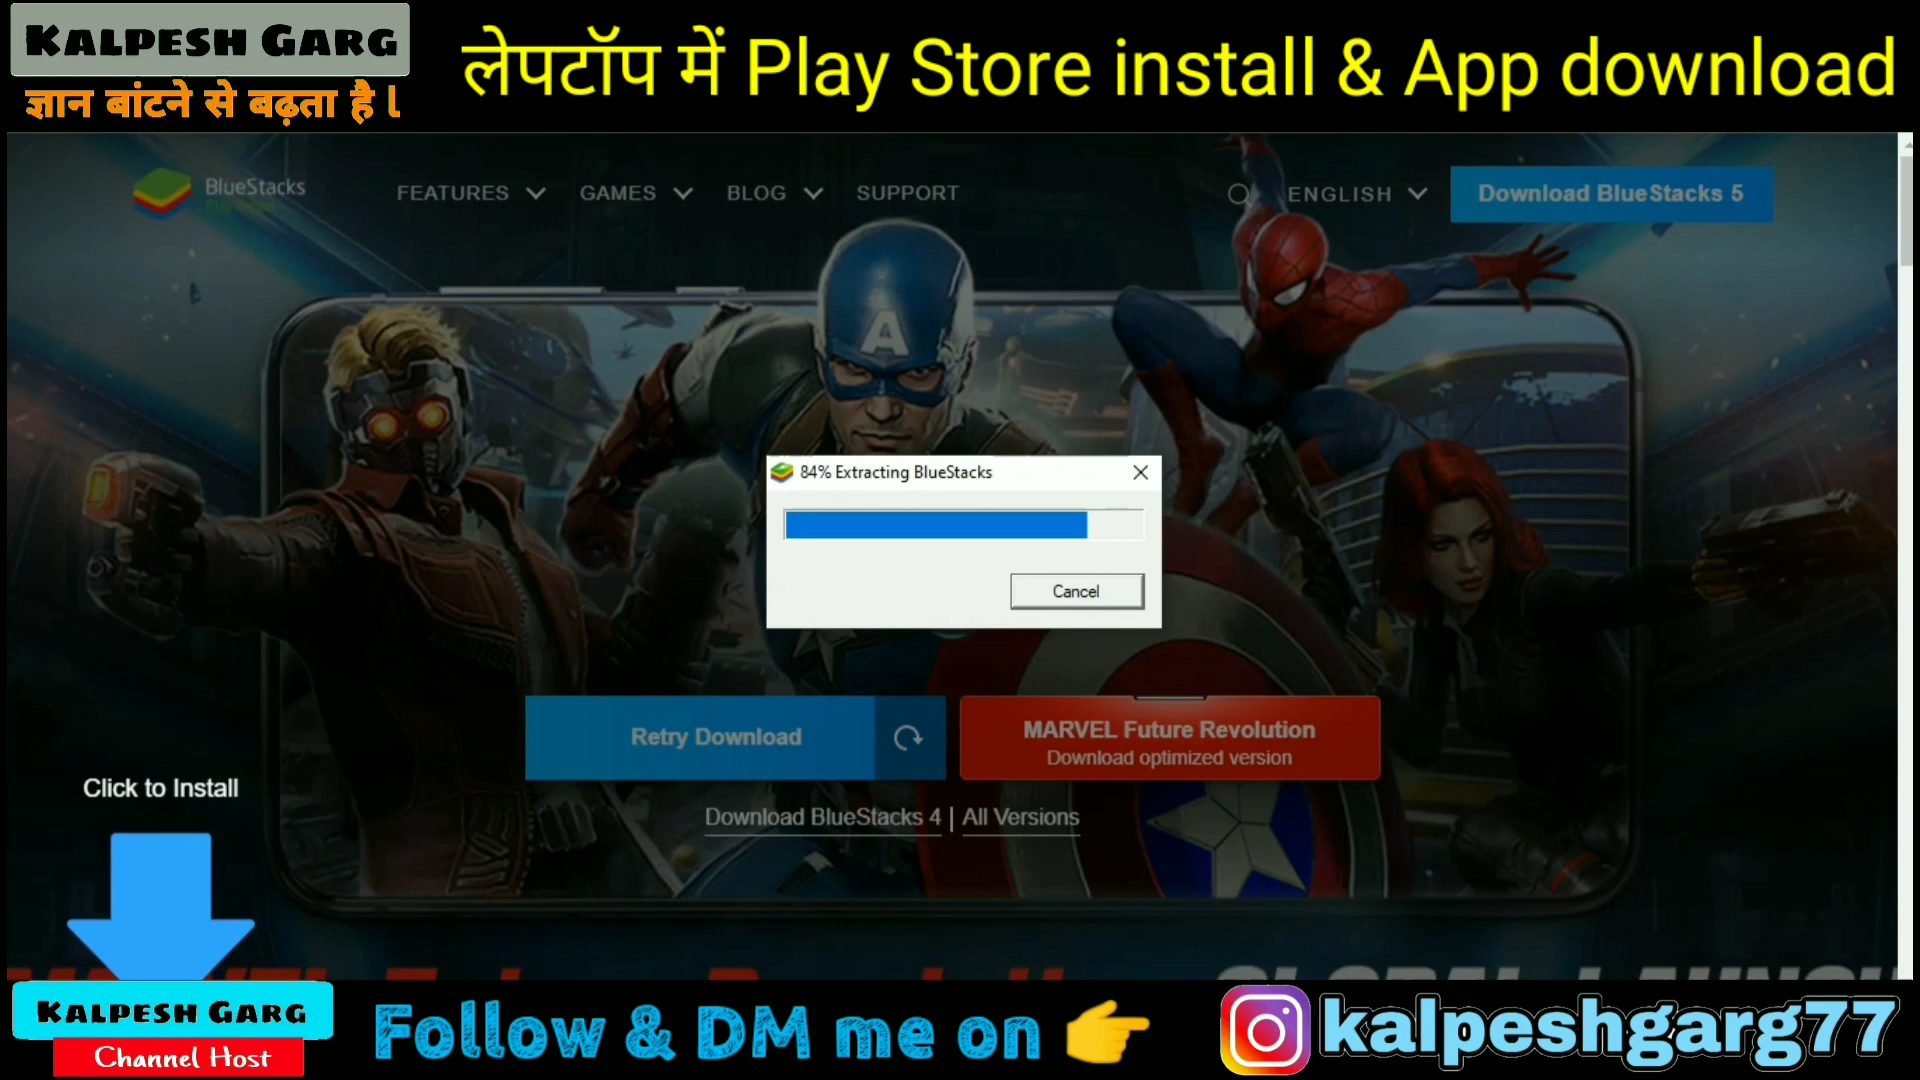 KALPESH GARG
ज्ञान बांटने से बढ़ता है l
लेपटॉप में Play Store install & App download
BlueStacks
FEATURES GAMES BLOG SUPPORT
ENGLISH
Download BlueStacks 5
A
84% Extracting BlueStacks
Cancel
Retry Download
MARVEL Future Revolution
Download optimized version
Click to Install
Download BlueStacks 4 | All Versions
KALPESH GARG
Channel Host
Follow & DM me on
kalpeshgarg77